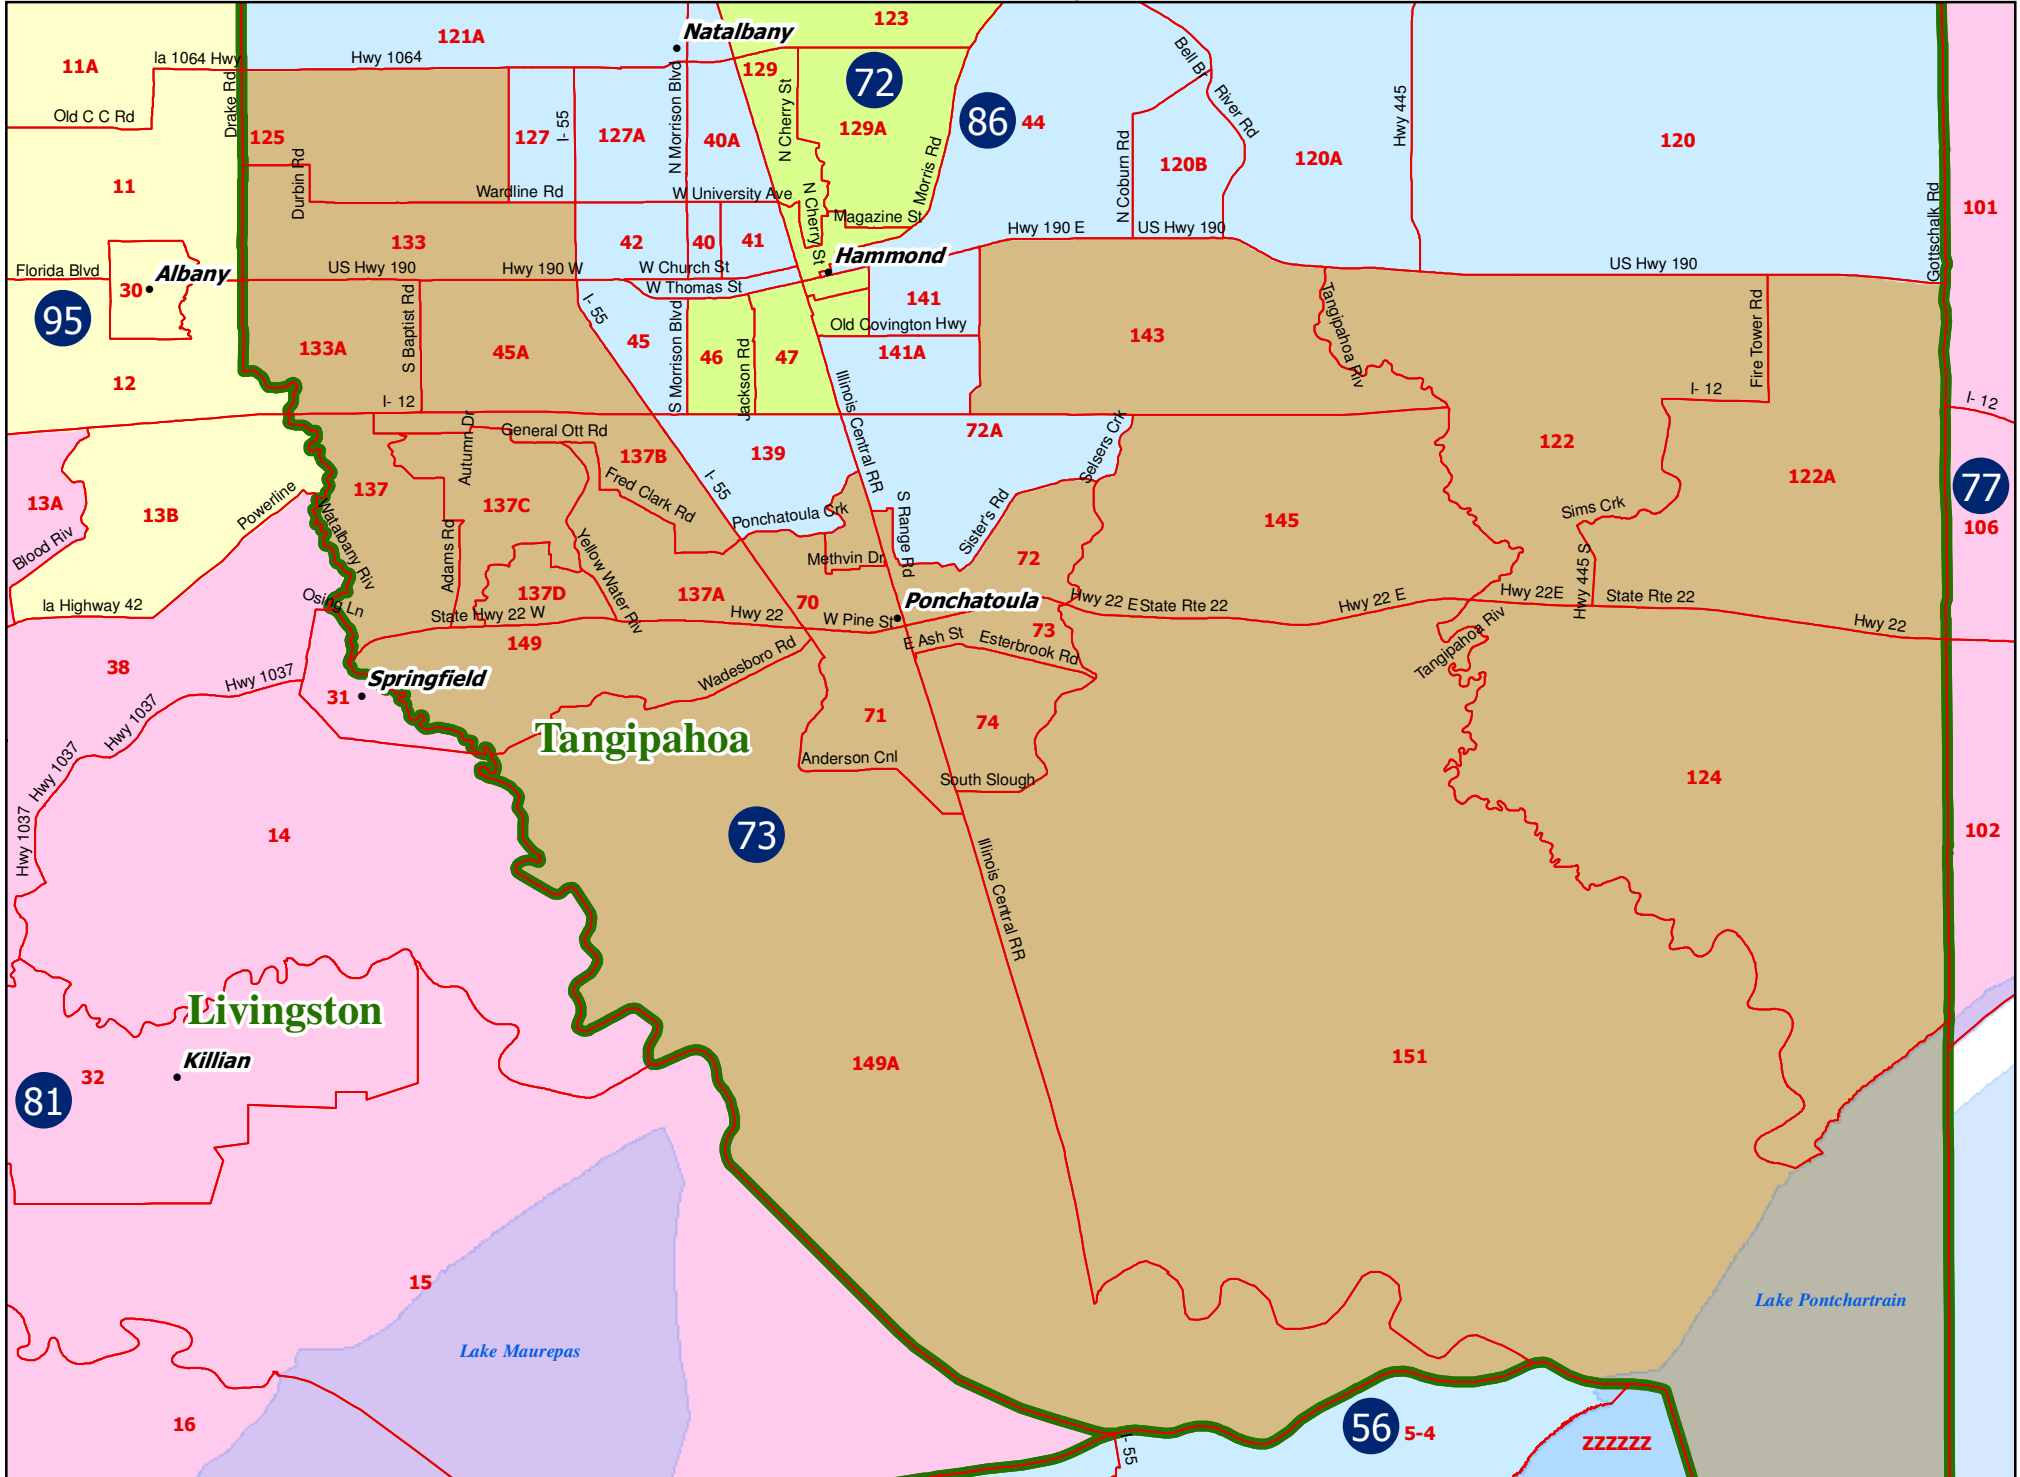 123
Natalbany
121A
la 1064 Hwy
Hwy 1064
11A
129
72
Bell Br
River Rd
Hwy 445
Old C C Rd
Drake Rd
125
127
I- 55
127A
N Morrison Blvd
40A
N Cherry St
129A
86
44
120B
120A
120
11
Durbin Rd
Wardline Rd
W University Ave
N Cherry St
Morris Rd
Magazine St
N Coburn Rd
Hwy 190 E
US Hwy 190
Gottschalk Rd
101
133
42
40
41
Hammond
Florida Blvd
Albany
30
US Hwy 190
Hwy 190 W
W Church St
W Thomas St
US Hwy 190
95
133A
S Baptist Rd
45A
I- 55
45
S Morrison Blvd
46
Jackson Rd
47
141
Old Covington Hwy
141A
143
Tangipahoa Riv
Fire Tower Rd
12
I- 12
Illinois Central RR
I- 12
I- 12
Autumn Dr
General Ott Rd
137B
139
72A
Selsers Crk
122
122A
77
106
13A
13B
Powerline
137
137C
Fred Clark Rd
I- 55
Ponchatoula Crk
S Range Rd
Sister's Rd
145
Sims Crk
Blood Riv
Natalbany Riv
Adams Rd
Yellow Water Riv
Methvin Dr
72
Hwy 445 S
la Highway 42
Osing Ln
137D
State Hwy 22 W
137A
Hwy 22
70
W Pine St
Ponchatoula
Hwy 22 E
State Rte 22
Hwy 22 E
Hwy 22E
State Rte 22
Hwy 22
149
Wadesboro Rd
E Ash St
73
Esterbrook Rd
Tangipahoa Riv
38
Hwy 1037
Hwy 1037
Hwy 1037
Hwy 1037
31
Springfield
Tangipahoa
71
74
Anderson Cnl
South Slough
124
14
73
102
Illinois Central RR
Livingston
Killian
32
81
149A
151
15
Lake Maurepas
Lake Pontchartrain
16
I- 55
56
5-4
ZZZZZZ